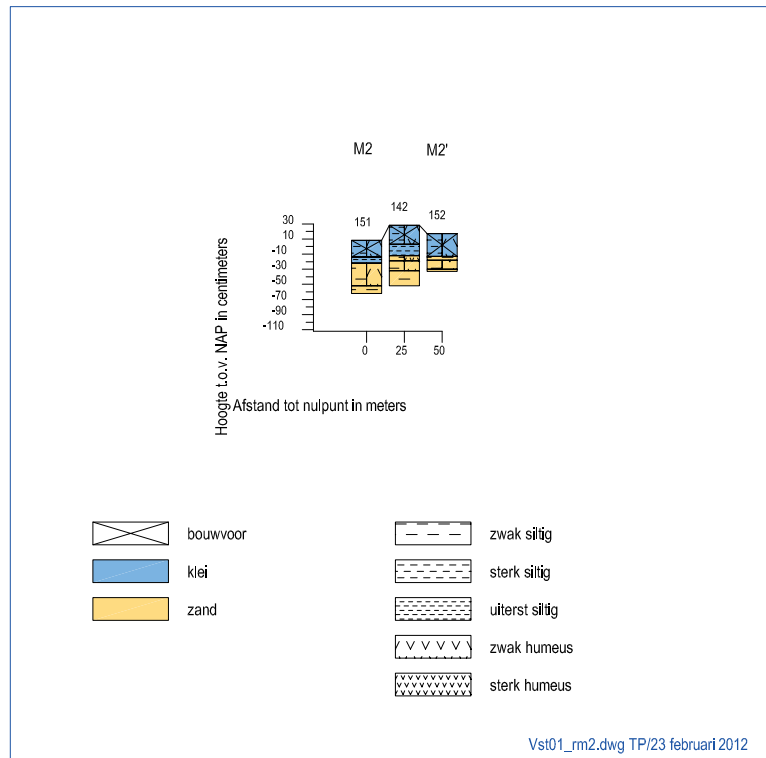 M2 M2'
151 142 152
30
10
-10
-30
-50
-70
-90
-110
Hoogte t.o.v. NAP in centimeters
0 25 50
Afstand tot nulpunt in meters
bouwvoor
klei
zand
zwak siltig
sterk siltig
uiterst siltig
zwak humeus
sterk humeus
Vst01_rm2.dwg TP/23 februari 2012